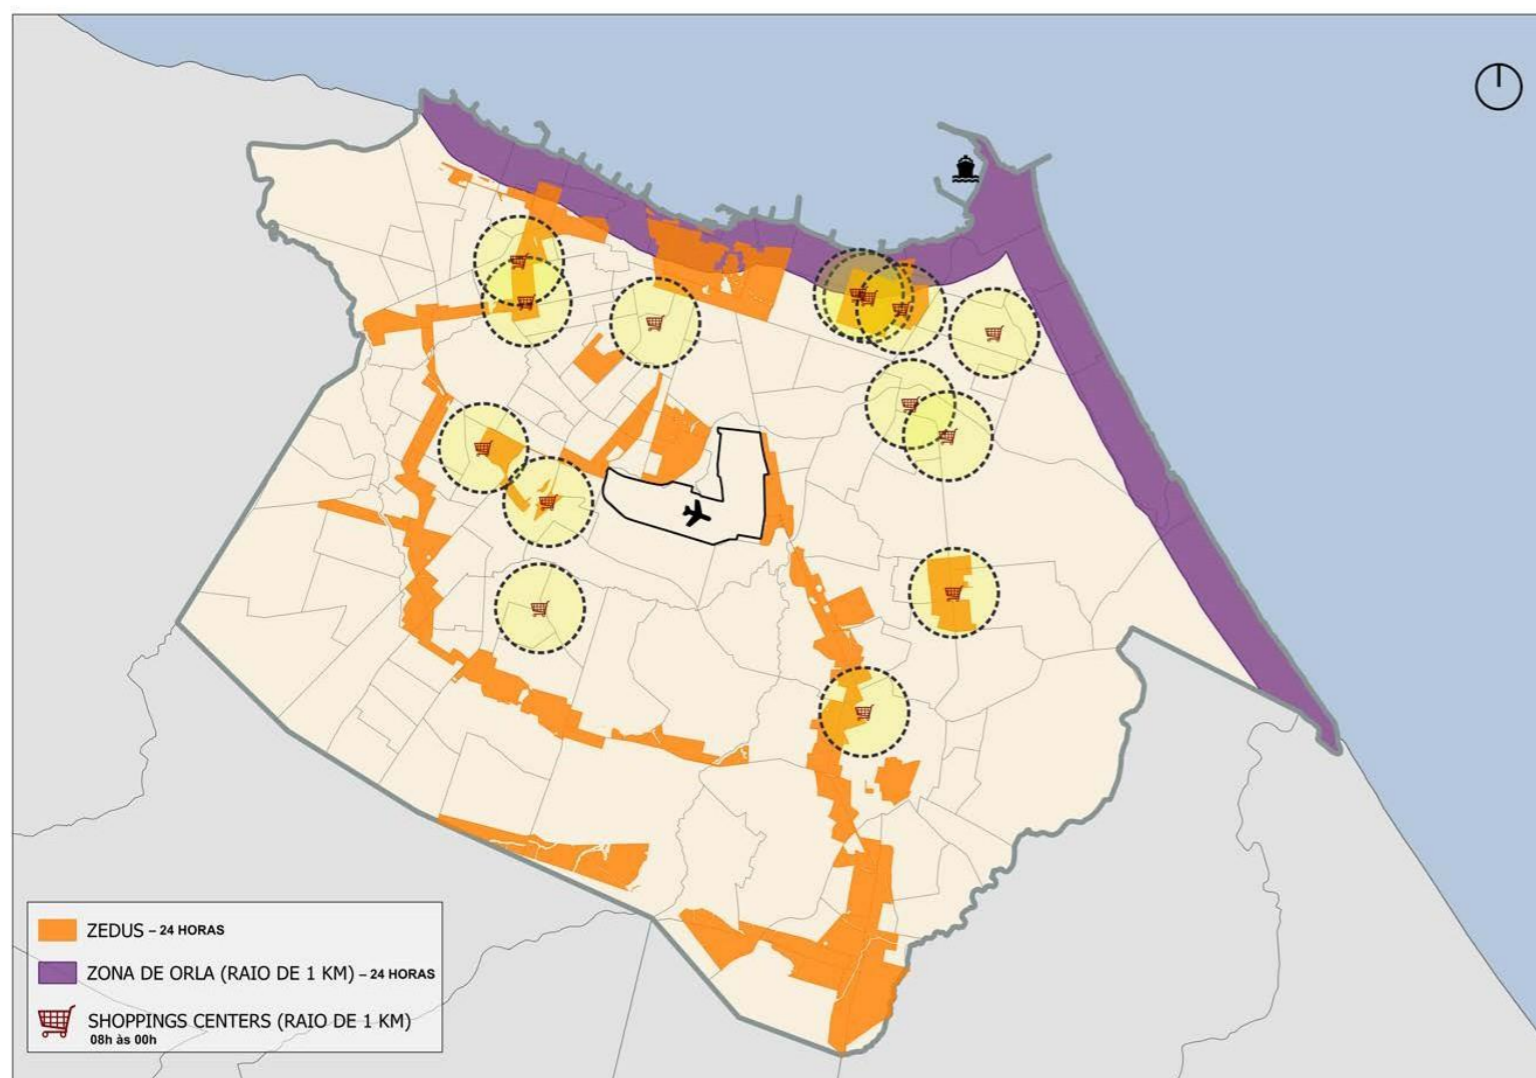 ZEDUS – 24 HORAS
ZONA DE ORLA (RAIO DE 1 KM) – 24 HORAS
SHOPPINGS CENTERS (RAIO DE 1 KM)
08h às 00h